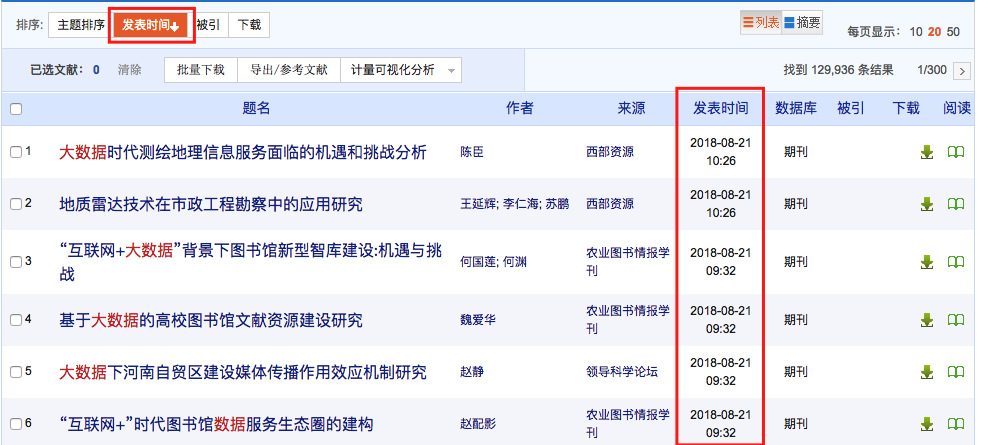 排序: 主题排序 发表时间↓ 被引 下载 列表 摘要 每页显示: 10 20 50
已选文献: 0 清除 批量下载 导出/参考文献 计量可视化分析 找到 129,936 条结果 1/300 >
题名 作者 来源 发表时间 数据库 被引 下载 阅读
1 大数据时代测绘地理信息服务面临的机遇和挑战分析 陈臣 西部资源 2018-08-21 期刊
10:26
2 地质雷达技术在市政工程勘察中的应用研究 王延辉; 李仁海; 苏鹏 西部资源 2018-08-21 期刊
10:26
3 “互联网+大数据”背景下图书馆新型智库建设:机遇与挑 何国莲; 何渊 农业图书情报学 2018-08-21 期刊
战 刊 09:32
4 基于大数据的高校图书馆文献资源建设研究 魏爱华 农业图书情报学 2018-08-21 期刊
刊 09:32
5 大数据下河南自贸区建设媒体传播作用效应机制研究 赵静 领导科学论坛 2018-08-21 期刊
09:32
6 “互联网+”时代图书馆数据服务生态圈的建构 赵配影 农业图书情报学 2018-08-21 期刊
刊 09:32